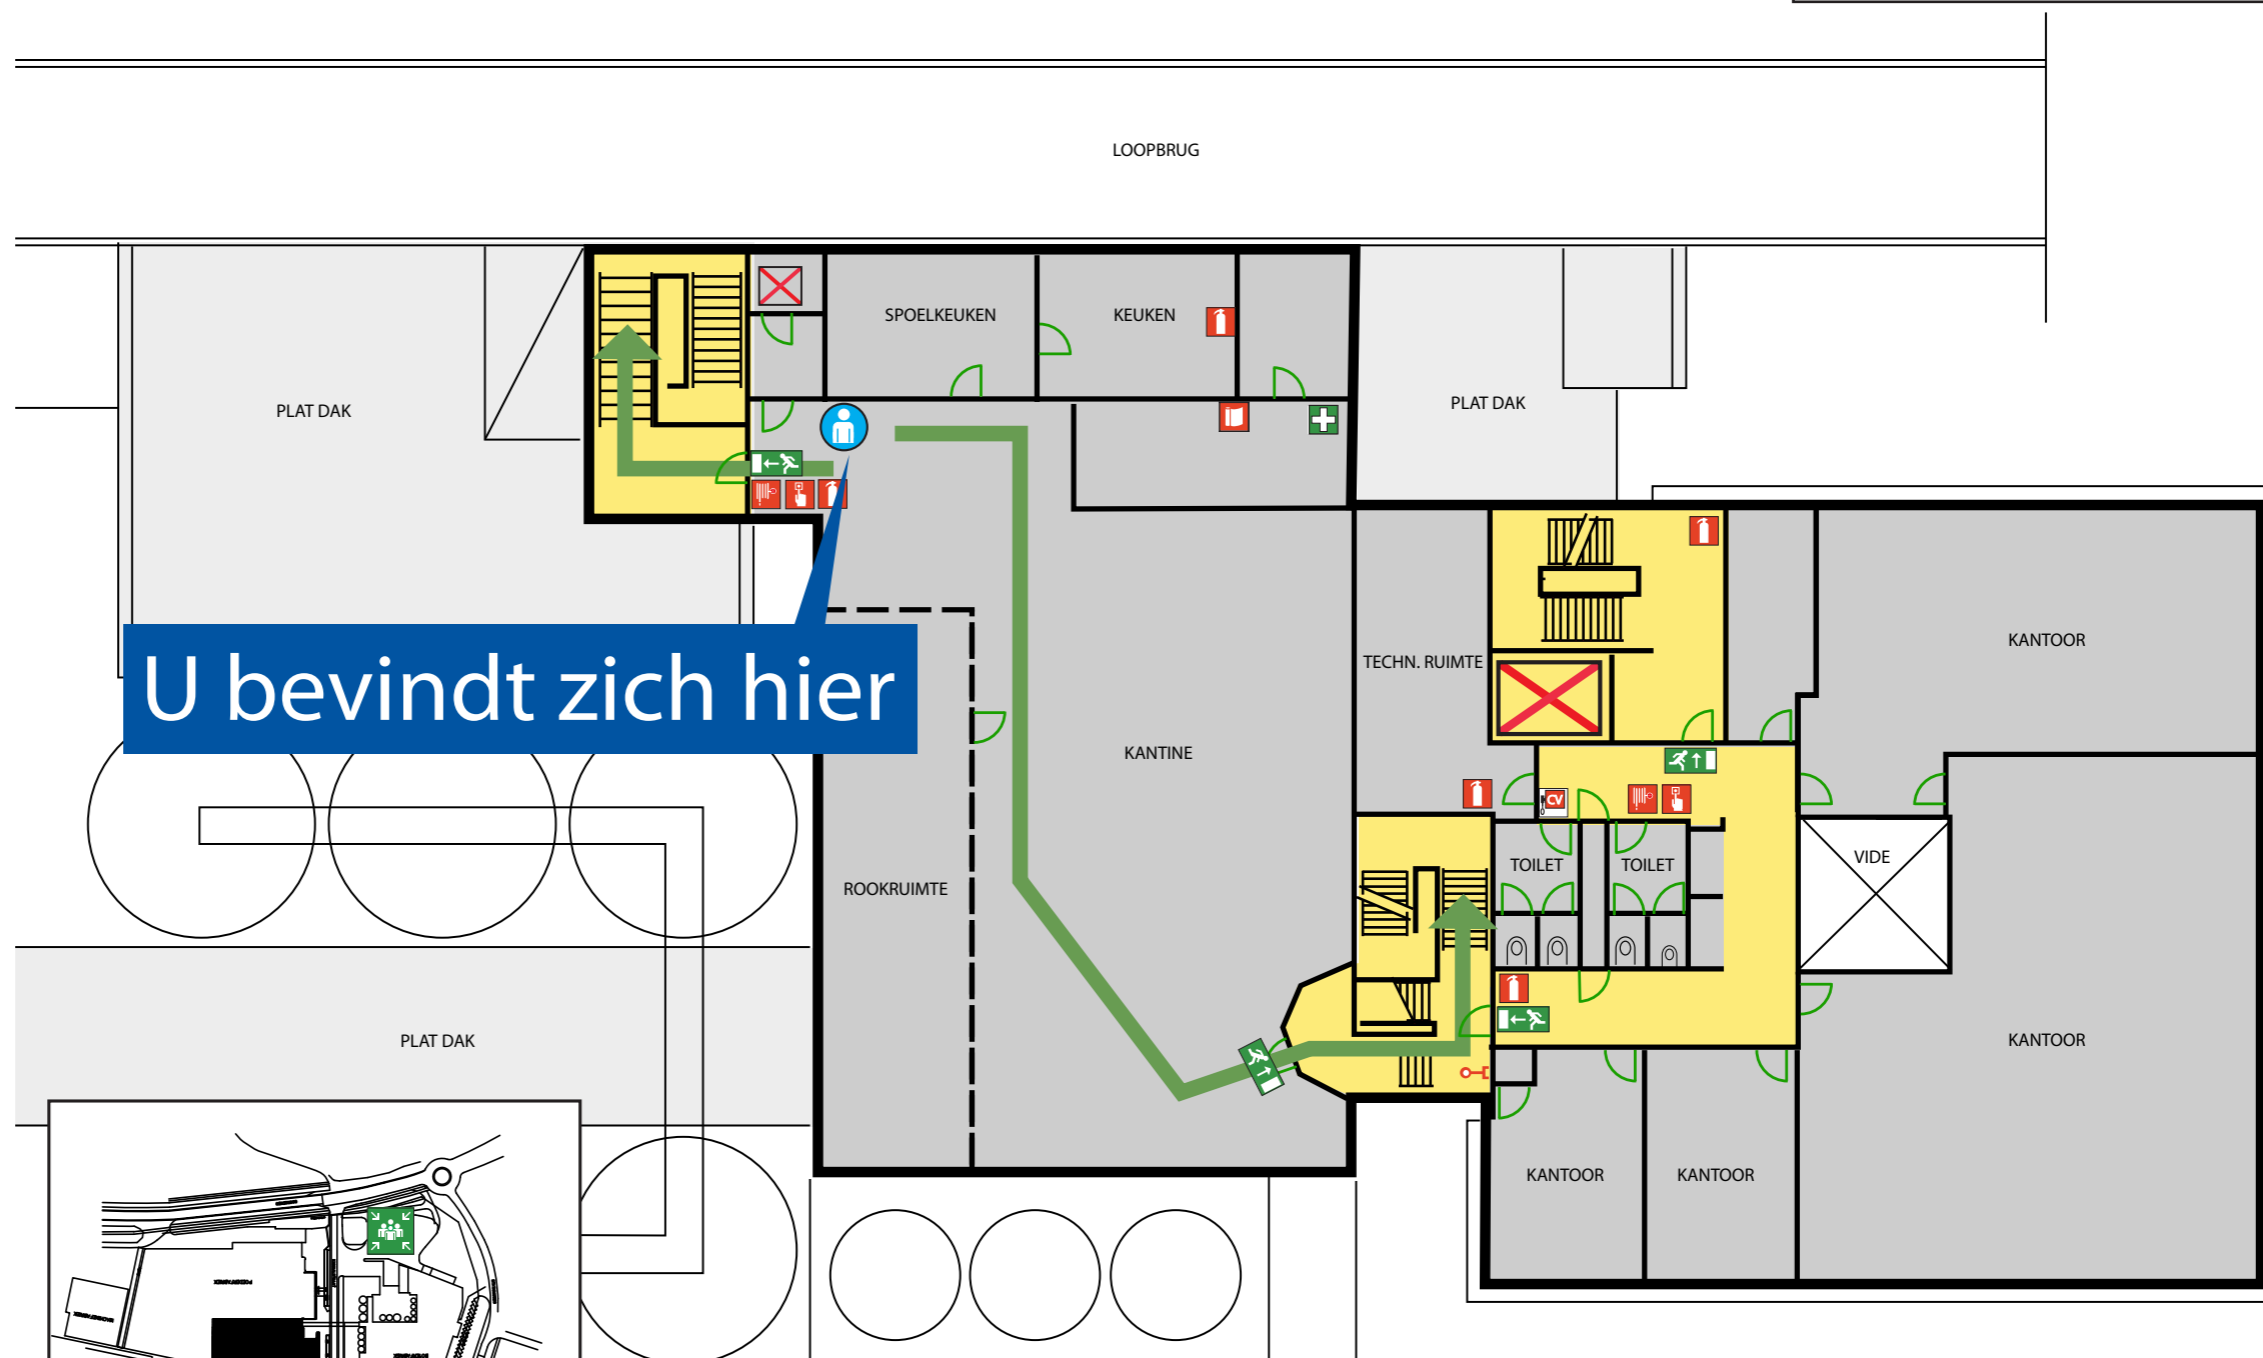 LOOPBRUG
SPOELKEUKEN
KEUKEN
PLAT DAK
PLAT DAK
KANTOOR
TECHN. RUIMTE
U bevindt zich hier
KANTINE
CV
TOILET
TOILET
VIDE
ROOKRUIMTE
PLAT DAK
KANTOOR
KANTOOR
KANTOOR